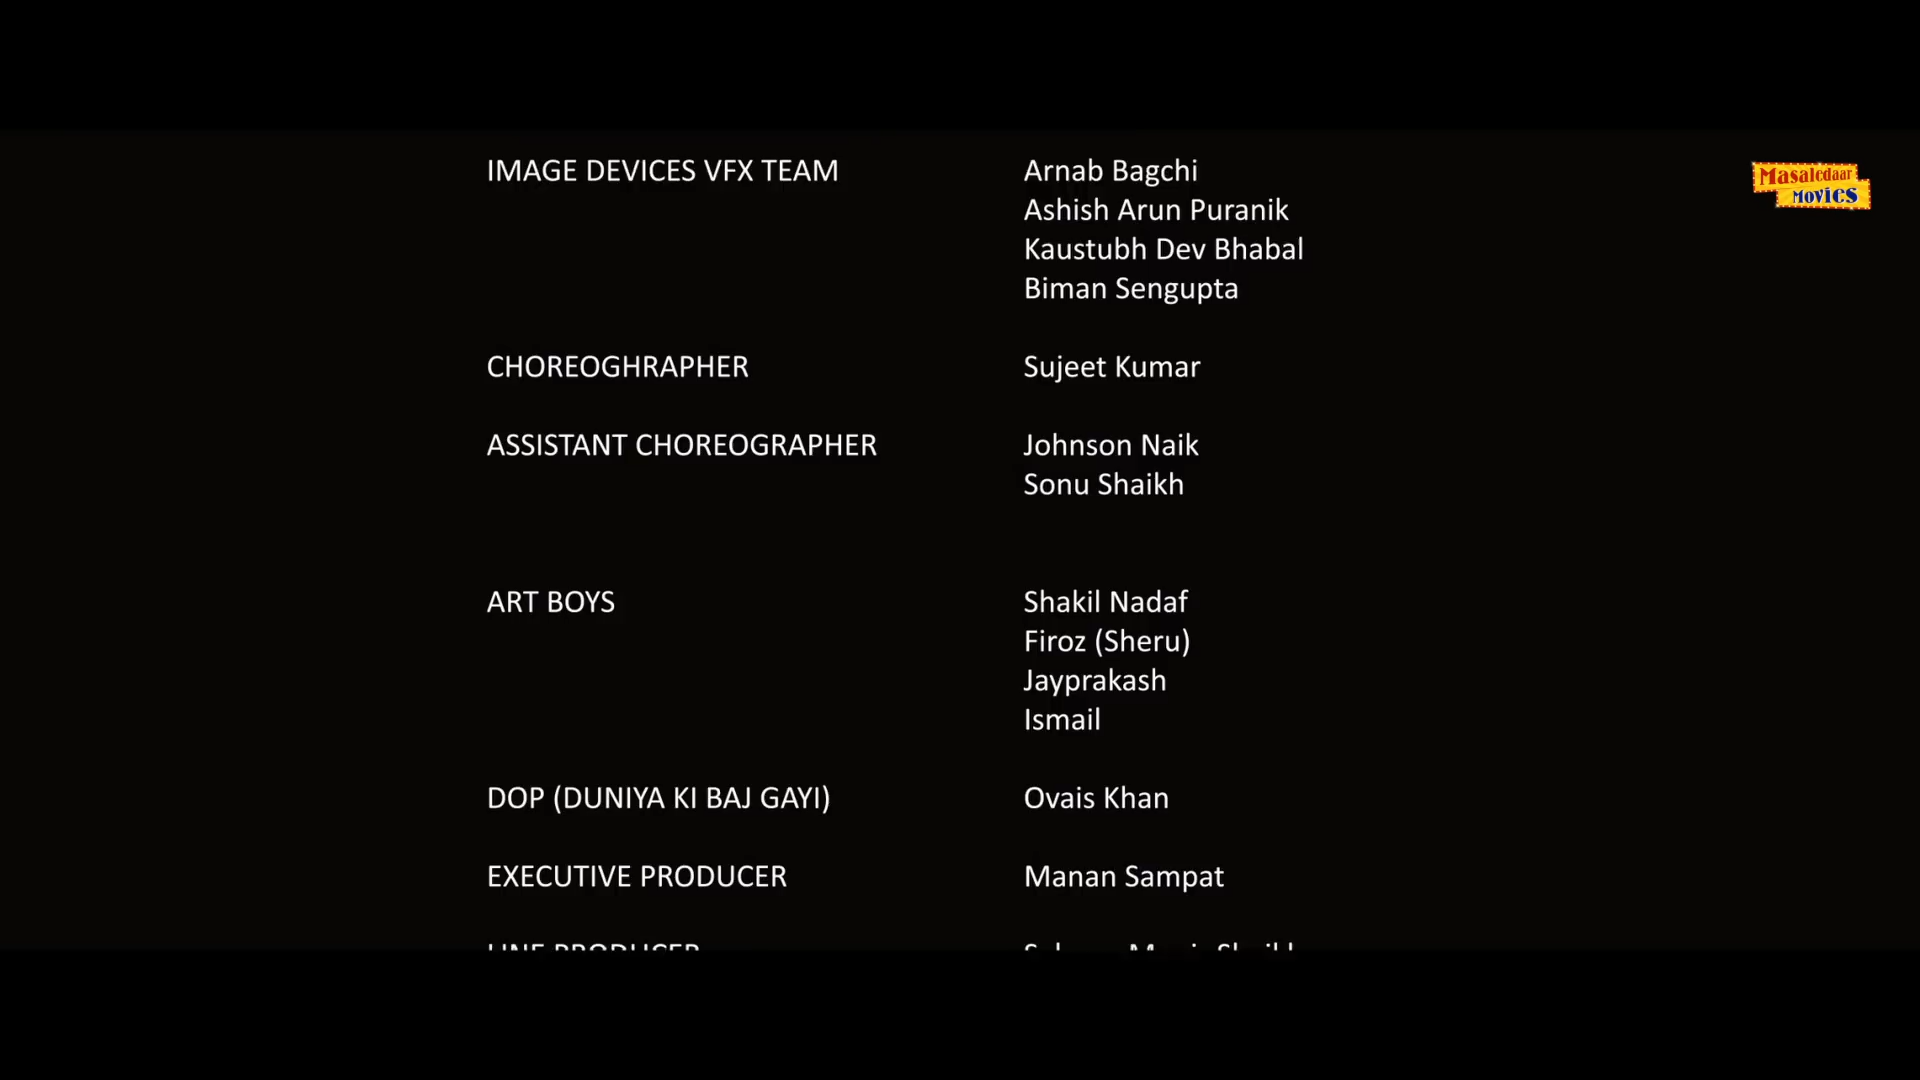 IMAGE DEVICES VFX TEAM Arnab Bagchi
Ashish Arun Puranik
Kaustubh Dev Bhabal
Biman Sengupta
Masaledaar
Movies
CHOREOGHRAPHER Sujeet Kumar
ASSISTANT CHOREOGRAPHER Johnson Naik
Sonu Shaikh
ART BOYS Shakil Nadaf
Firoz (Sheru)
Jayprakash
Ismail
DOP (DUNIYA KI BAJ GAYI) Ovais Khan
EXECUTIVE PRODUCER Manan Sampat
LINE PRODUCER